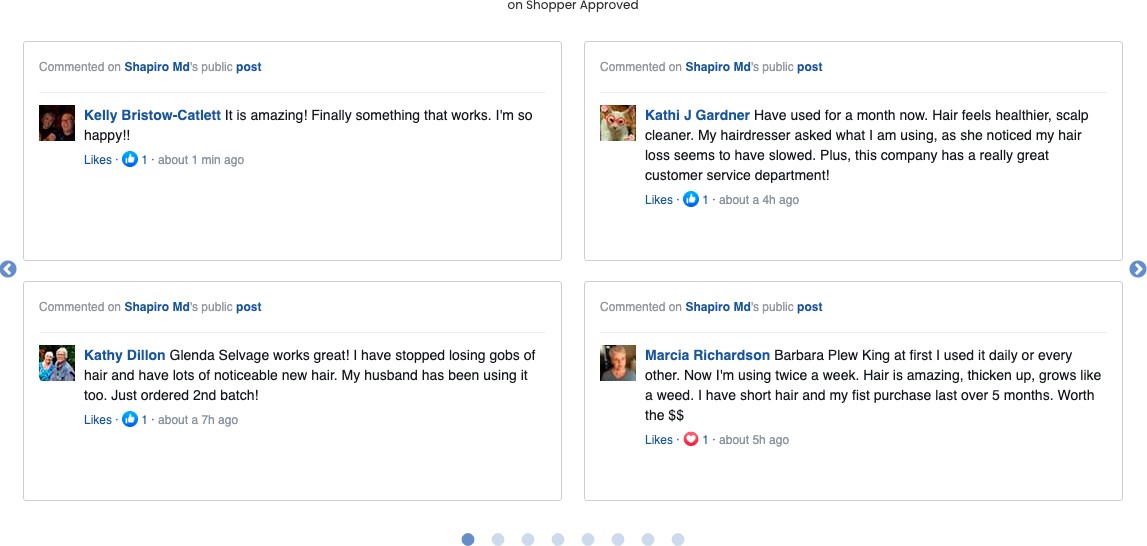 on Shopper Approved
Commented on Shapiro Md's public post
Kelly Bristow-Catlett It is amazing! Finally something that works. I'm so
happy!!
Likes · 1 · about 1 min ago
Commented on Shapiro Md's public post
Kathi J Gardner Have used for a month now. Hair feels healthier, scalp
cleaner. My hairdresser asked what I am using, as she noticed my hair
loss seems to have slowed. Plus, this company has a really great
customer service department!
Likes · 1 · about a 4h ago
Commented on Shapiro Md's public post
Kathy Dillon Glenda Selvage works great! I have stopped losing gobs of
hair and have lots of noticeable new hair. My husband has been using it
too. Just ordered 2nd batch!
Likes · 1 · about a 7h ago
Commented on Shapiro Md's public post
Marcia Richardson Barbara Plew King at first I used it daily or every
other. Now I'm using twice a week. Hair is amazing, thicken up, grows like
a weed. I have short hair and my fist purchase last over 5 months. Worth
the $$
Likes · 1 · about 5h ago